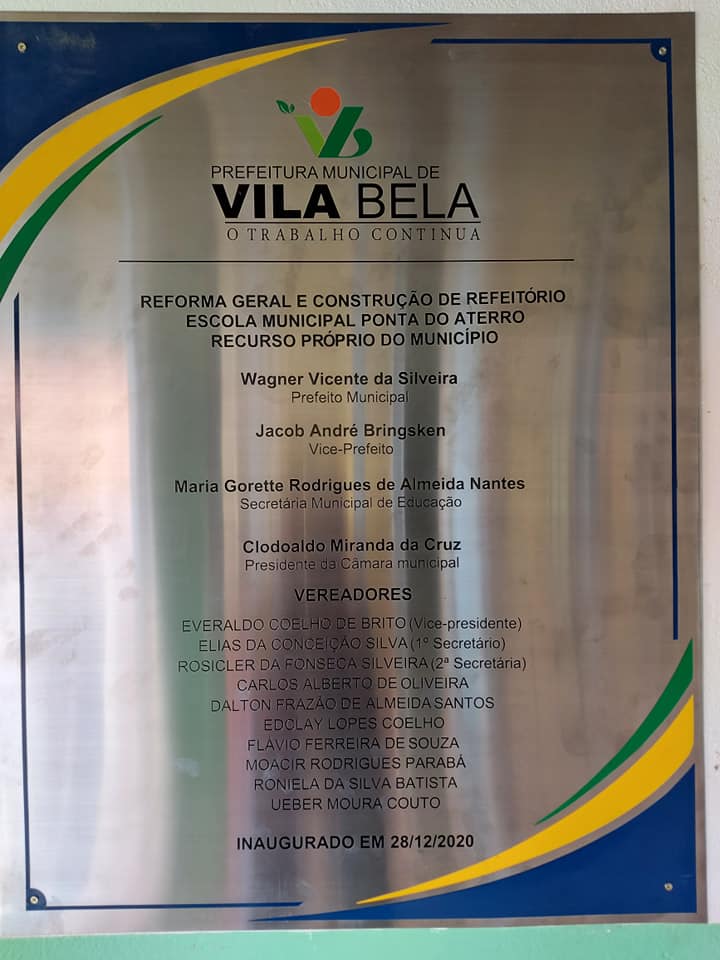 PREFEITURA MUNICIPAL DE
VILA BELA
O TRABALHO CONTINUA
REFORMA GERAL E CONSTRUÇÃO DE REFEITÓRIO
ESCOLA MUNICIPAL PONTA DO ATERRO
RECURSO PRÓPRIO DO MUNICÍPIO
Wagner Vicente da Silveira
Prefeito Municipal
Jacob André Bringsken
Vice-Prefeito
Maria Gorette Rodrigues de Almeida Nantes
Secretária Municipal de Educação
Clodoaldo Miranda da Cruz
Presidente da Câmara municipal
VEREADORES
EVERALDO COELHO DE BRITO (Vice-presidente)
ELIAS DA CONCEIÇÃO SILVA (1º Secretário)
ROSICLER DA FONSECA SILVEIRA (2ª Secretária)
CARLOS ALBERTO DE OLIVEIRA
DALTON FRAZÃO DE ALMEIDA SANTOS
EDCLAY LOPES COELHO
FLÁVIO FERREIRA DE SOUZA
MOACIR RODRIGUES PARABÁ
RONIELA DA SILVA BATISTA
UEBER MOURA COUTO
INAUGURADO EM 28/12/2020